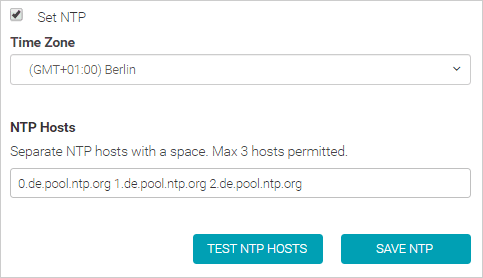 Set NTP
Time Zone
(GMT+01:00) Berlin
NTP Hosts
Separate NTP hosts with a space. Max 3 hosts permitted.
0.de.pool.ntp.org 1.de.pool.ntp.org 2.de.pool.ntp.org
TEST NTP HOSTS
SAVE NTP